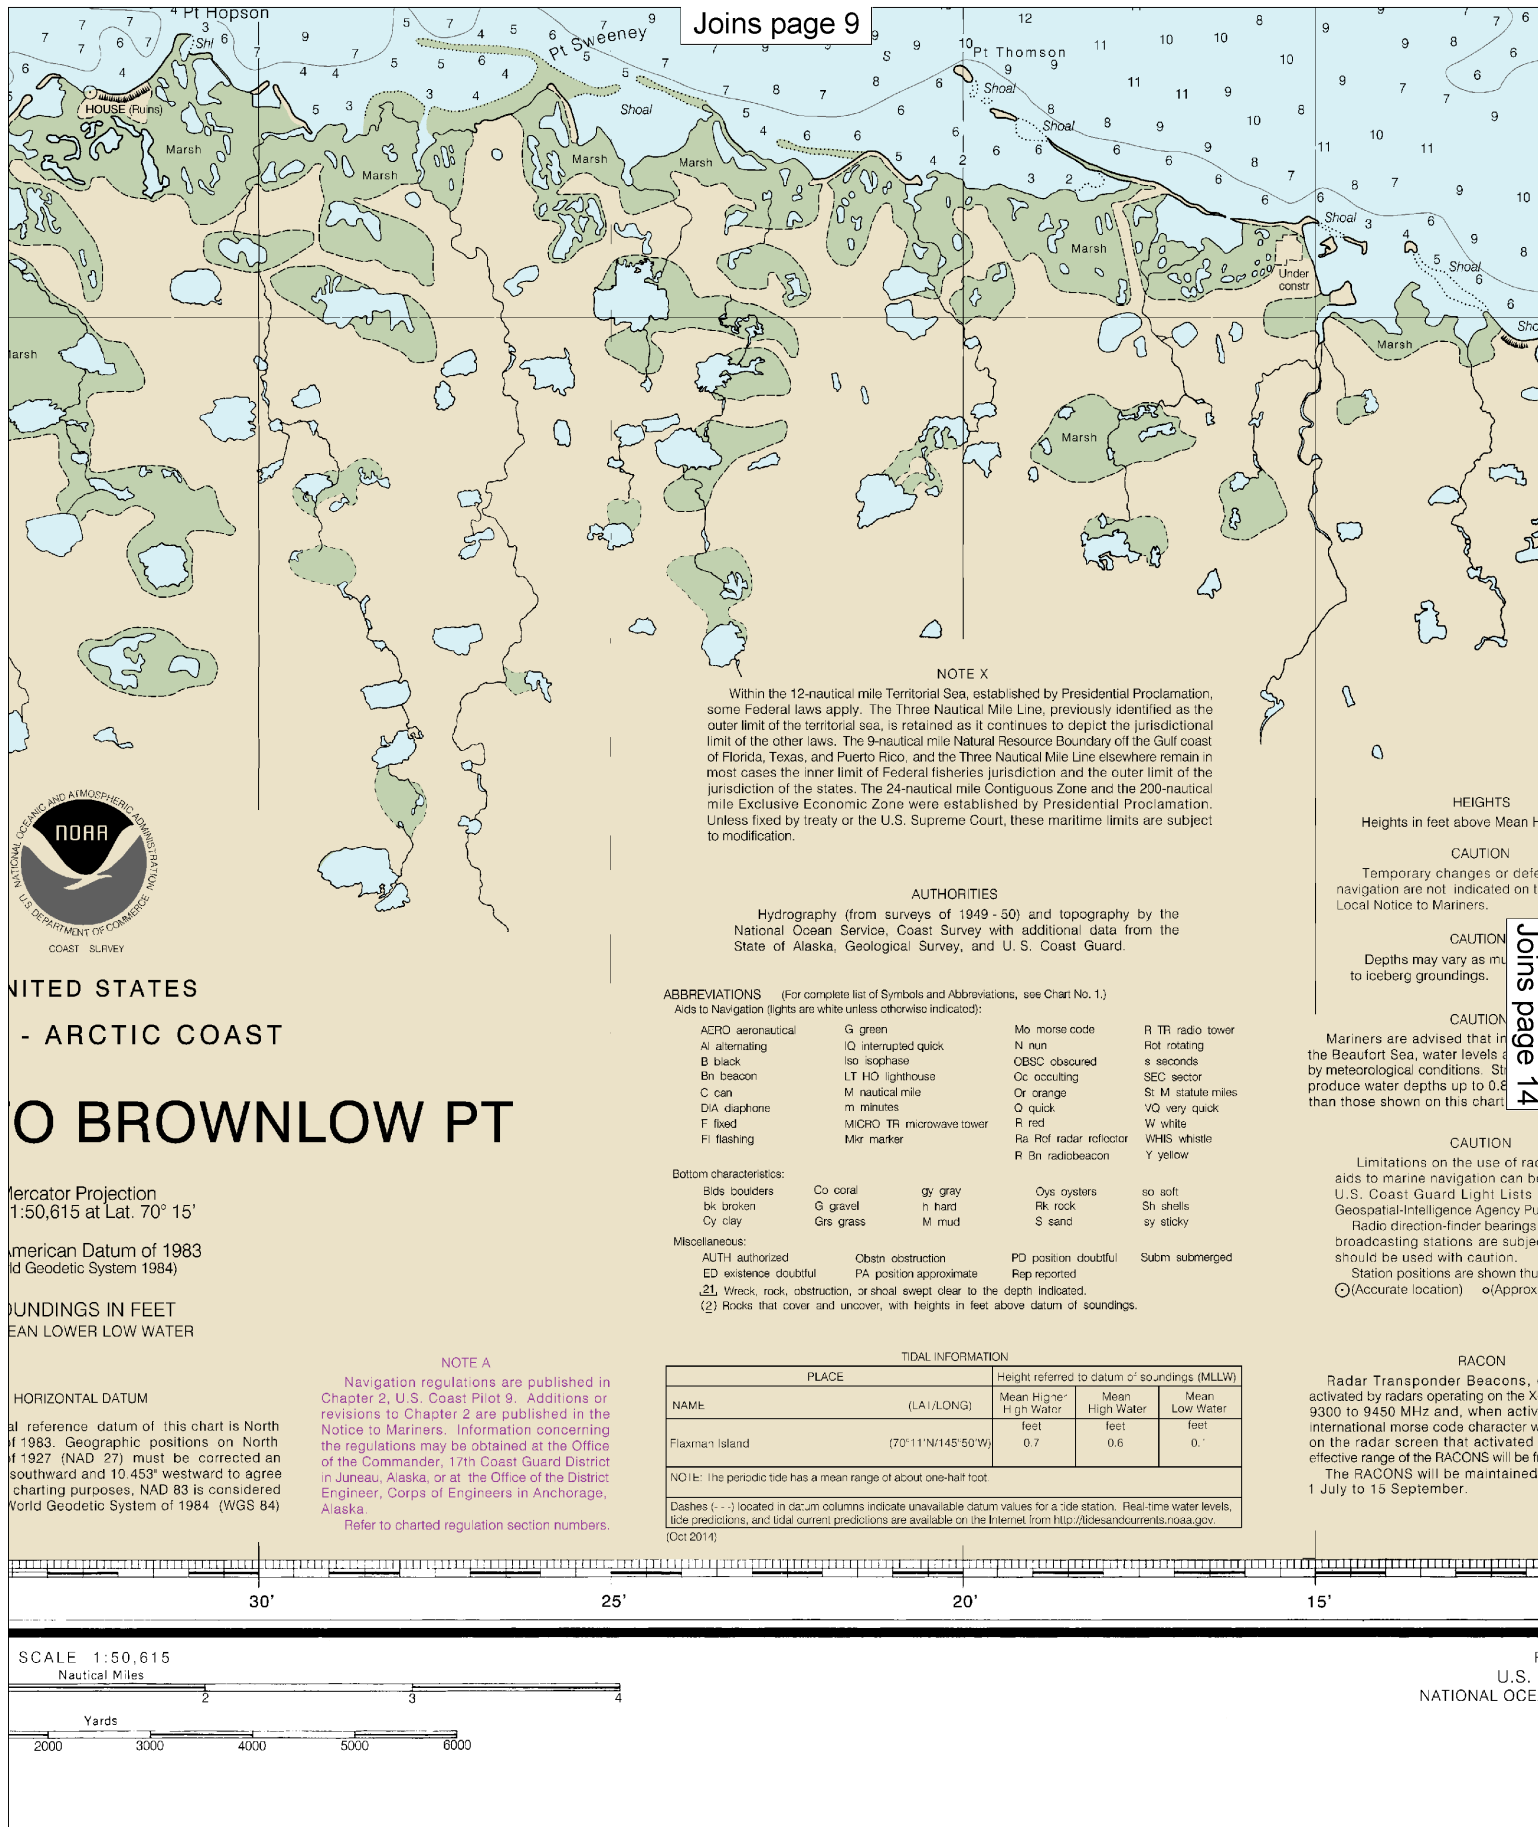 Joins page 9
Pt Hopson
Shl
Pt Sweeney
Pt Thomson
Shoal
Shoal
Shoal
HOUSE (Ruins)
Marsh
Marsh
Marsh
Marsh
Shoal
Marsh
Under
constr
Shoal
Marsh
Marsh
NOTE X
Within the 12-nautical mile Territorial Sea, established by Presidential Proclamation,
some Federal laws apply. The Three Nautical Mile Line, previously identified as the
outer limit of the territorial sea, is retained as it continues to depict the jurisdictional
limit of the other laws. The 9-nautical mile Natural Resource Boundary off the Gulf coast
of Florida, Texas, and Puerto Rico, and the Three Nautical Mile Line elsewhere remain in
most cases the inner limit of Federal fisheries jurisdiction and the outer limit of the
jurisdiction of the states. The 24-nautical mile Contiguous Zone and the 200-nautical
mile Exclusive Economic Zone were established by Presidential Proclamation.
Unless fixed by treaty or the U.S. Supreme Court, these maritime limits are subject
to modification.
NATIONAL OCEANIC AND ATMOSPHERIC ADMINISTRATION
NOAA
U.S. DEPARTMENT OF COMMERCE
COAST SURVEY
NITED STATES
- ARCTIC COAST
O BROWNLOW PT
Mercator Projection
1:50,615 at Lat. 70° 15'
American Datum of 1983
ld Geodetic System 1984)
OUNDINGS IN FEET
EAN LOWER LOW WATER
HORIZONTAL DATUM
al reference datum of this chart is North
of 1983. Geographic positions on North
of 1927 (NAD 27) must be corrected an
southward and 10.453" westward to agree
charting purposes, NAD 83 is considered
World Geodetic System of 1984 (WGS 84)
NOTE A
Navigation regulations are published in
Chapter 2, U.S. Coast Pilot 9. Additions or
revisions to Chapter 2 are published in the
Notice to Mariners. Information concerning
the regulations may be obtained at the Office
of the Commander, 17th Coast Guard District
in Juneau, Alaska, or at the Office of the District
Engineer, Corps of Engineers in Anchorage,
Alaska.
Refer to charted regulation section numbers.
AUTHORITIES
Hydrography (from surveys of 1949 - 50) and topography by the
National Ocean Service, Coast Survey with additional data from the
State of Alaska, Geological Survey, and U. S. Coast Guard.
ABBREVIATIONS (For complete list of Symbols and Abbreviations, see Chart No. 1.)
Aids to Navigation (lights are white unless otherwise indicated):
AERO aeronautical G green Mo morse code R TR radio tower
Al alternating IQ interrupted quick N nun Rot rotating
B black Iso isophase OBSC obscured s seconds
Bn beacon LT HO lighthouse Oc occulting SEC sector
C can M nautical mile Or orange St M statute miles
DIA diaphone m minutes Q quick VQ very quick
F fixed MICRO TR microwave tower R red W white
Fl flashing Mkr marker Ra Ref radar reflector WHIS whistle
R Bn radiobeacon Y yellow
Bottom characteristics:
Blds boulders Co coral gy gray Oys oysters so soft
bk broken G gravel h hard Rk rock Sh shells
Cy clay Grs grass M mud S sand sy sticky
Miscellaneous:
AUTH authorized Obstn obstruction PD position doubtful Subm submerged
ED existence doubtful PA position approximate Rep reported
21, Wreck, rock, obstruction, or shoal swept clear to the depth indicated.
(2) Rocks that cover and uncover, with heights in feet above datum of soundings.
TIDAL INFORMATION
PLACE Height referred to datum of soundings (MLLW)
NAME (LAT/LONG) Mean Higher High Water Mean High Water Mean Low Water
feet feet feet
Flaxman Island (70°11'N/145°50'W) 0.7 0.6 0.1
NOTE: The periodic tide has a mean range of about one-half foot.
Dashes (- - -) located in datum columns indicate unavailable datum values for a tide station. Real-time water levels,
tide predictions, and tidal current predictions are available on the Internet from http://tidesandcurrents.noaa.gov.
(Oct 2014)
HEIGHTS
Heights in feet above Mean H
CAUTION
Temporary changes or defe
navigation are not indicated on t
Local Notice to Mariners.
CAUTION
Depths may vary as mu
to iceberg groundings.
CAUTION
Mariners are advised that in
the Beaufort Sea, water levels a
by meteorological conditions. Str
produce water depths up to 0.8
than those shown on this chart
Joins page 14
CAUTION
Limitations on the use of rad
aids to marine navigation can be
U.S. Coast Guard Light Lists
Geospatial-Intelligence Agency Pu
Radio direction-finder bearings
broadcasting stations are subje
should be used with caution.
Station positions are shown thu
(Accurate location) o(Approx
RACON
Radar Transponder Beacons,
activated by radars operating on the X
9300 to 9450 MHz and, when activ
international morse code character w
on the radar screen that activated
effective range of the RACONS will be fr
The RACONS will be maintained
1 July to 15 September.
30' 25' 20' 15'
SCALE 1:50,615
Nautical Miles
2 3 4
Yards
2000 3000 4000 5000 6000
U.S.
NATIONAL OCE